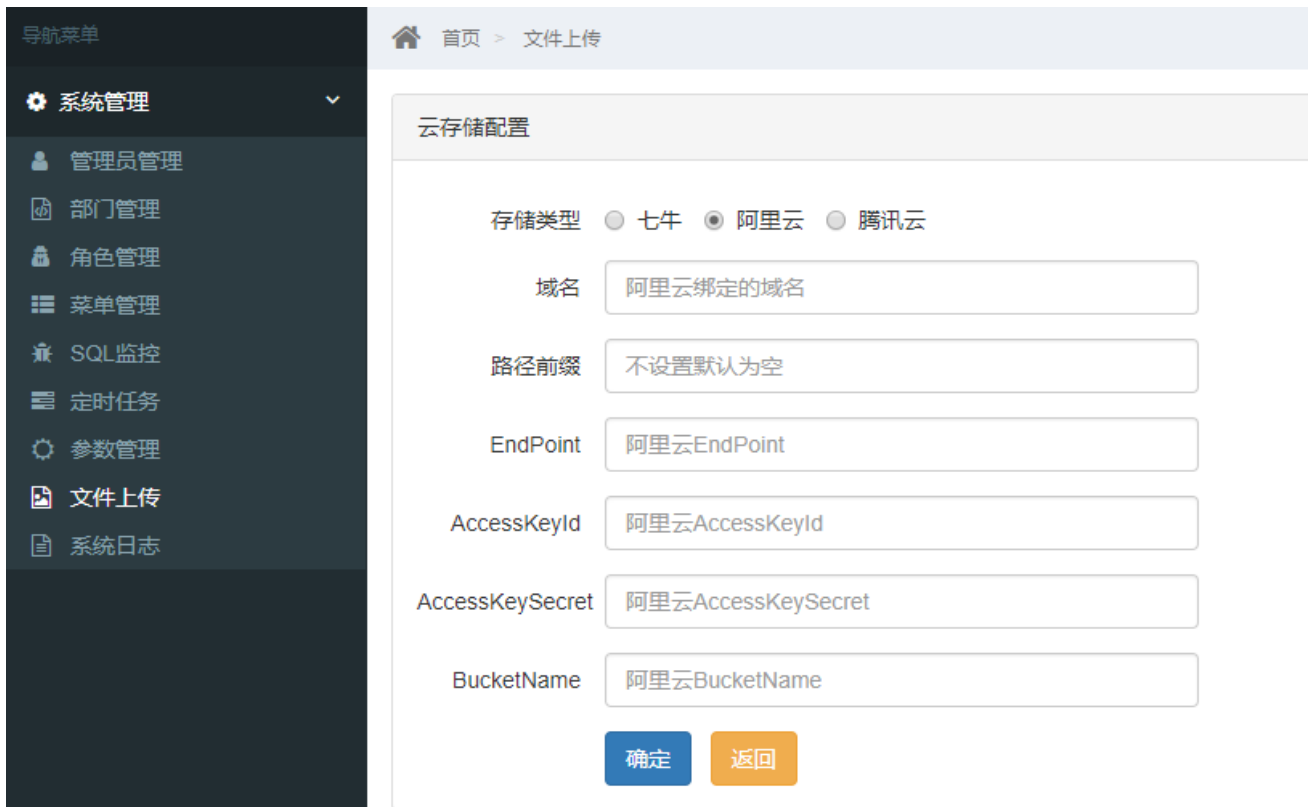 导航菜单
系统管理
管理员管理
部门管理
角色管理
菜单管理
SQL监控
定时任务
参数管理
文件上传
系统日志
首页 > 文件上传
云存储配置
存储类型 七牛 阿里云 腾讯云
域名 阿里云绑定的域名
路径前缀 不设置默认为空
EndPoint 阿里云EndPoint
AccessKeyId 阿里云AccessKeyId
AccessKeySecret 阿里云AccessKeySecret
BucketName 阿里云BucketName
确定 返回